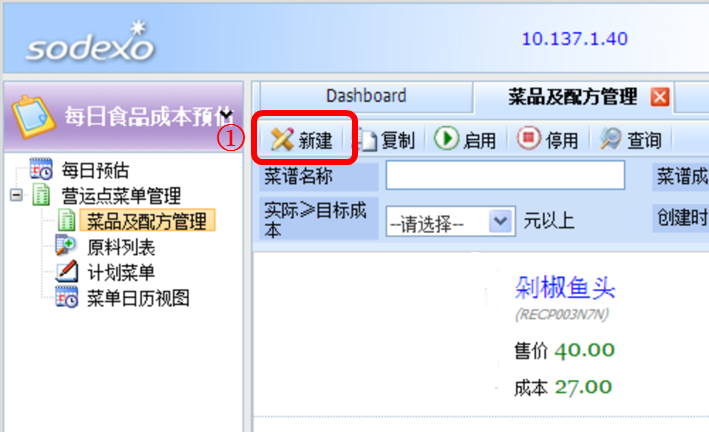 sodexo
10.137.1.40
每日食品成本预估
Dashboard
菜品及配方管理
①
新建
复制
启用
停用
查询
每日预估
营运点菜单管理
菜品及配方管理
原料列表
计划菜单
菜单日历视图
菜谱名称
菜谱成
实际≥目标成
本
--请选择--
元以上
创建时
剁椒鱼头
(RECP003N7N)
售价 40.00
成本 27.00